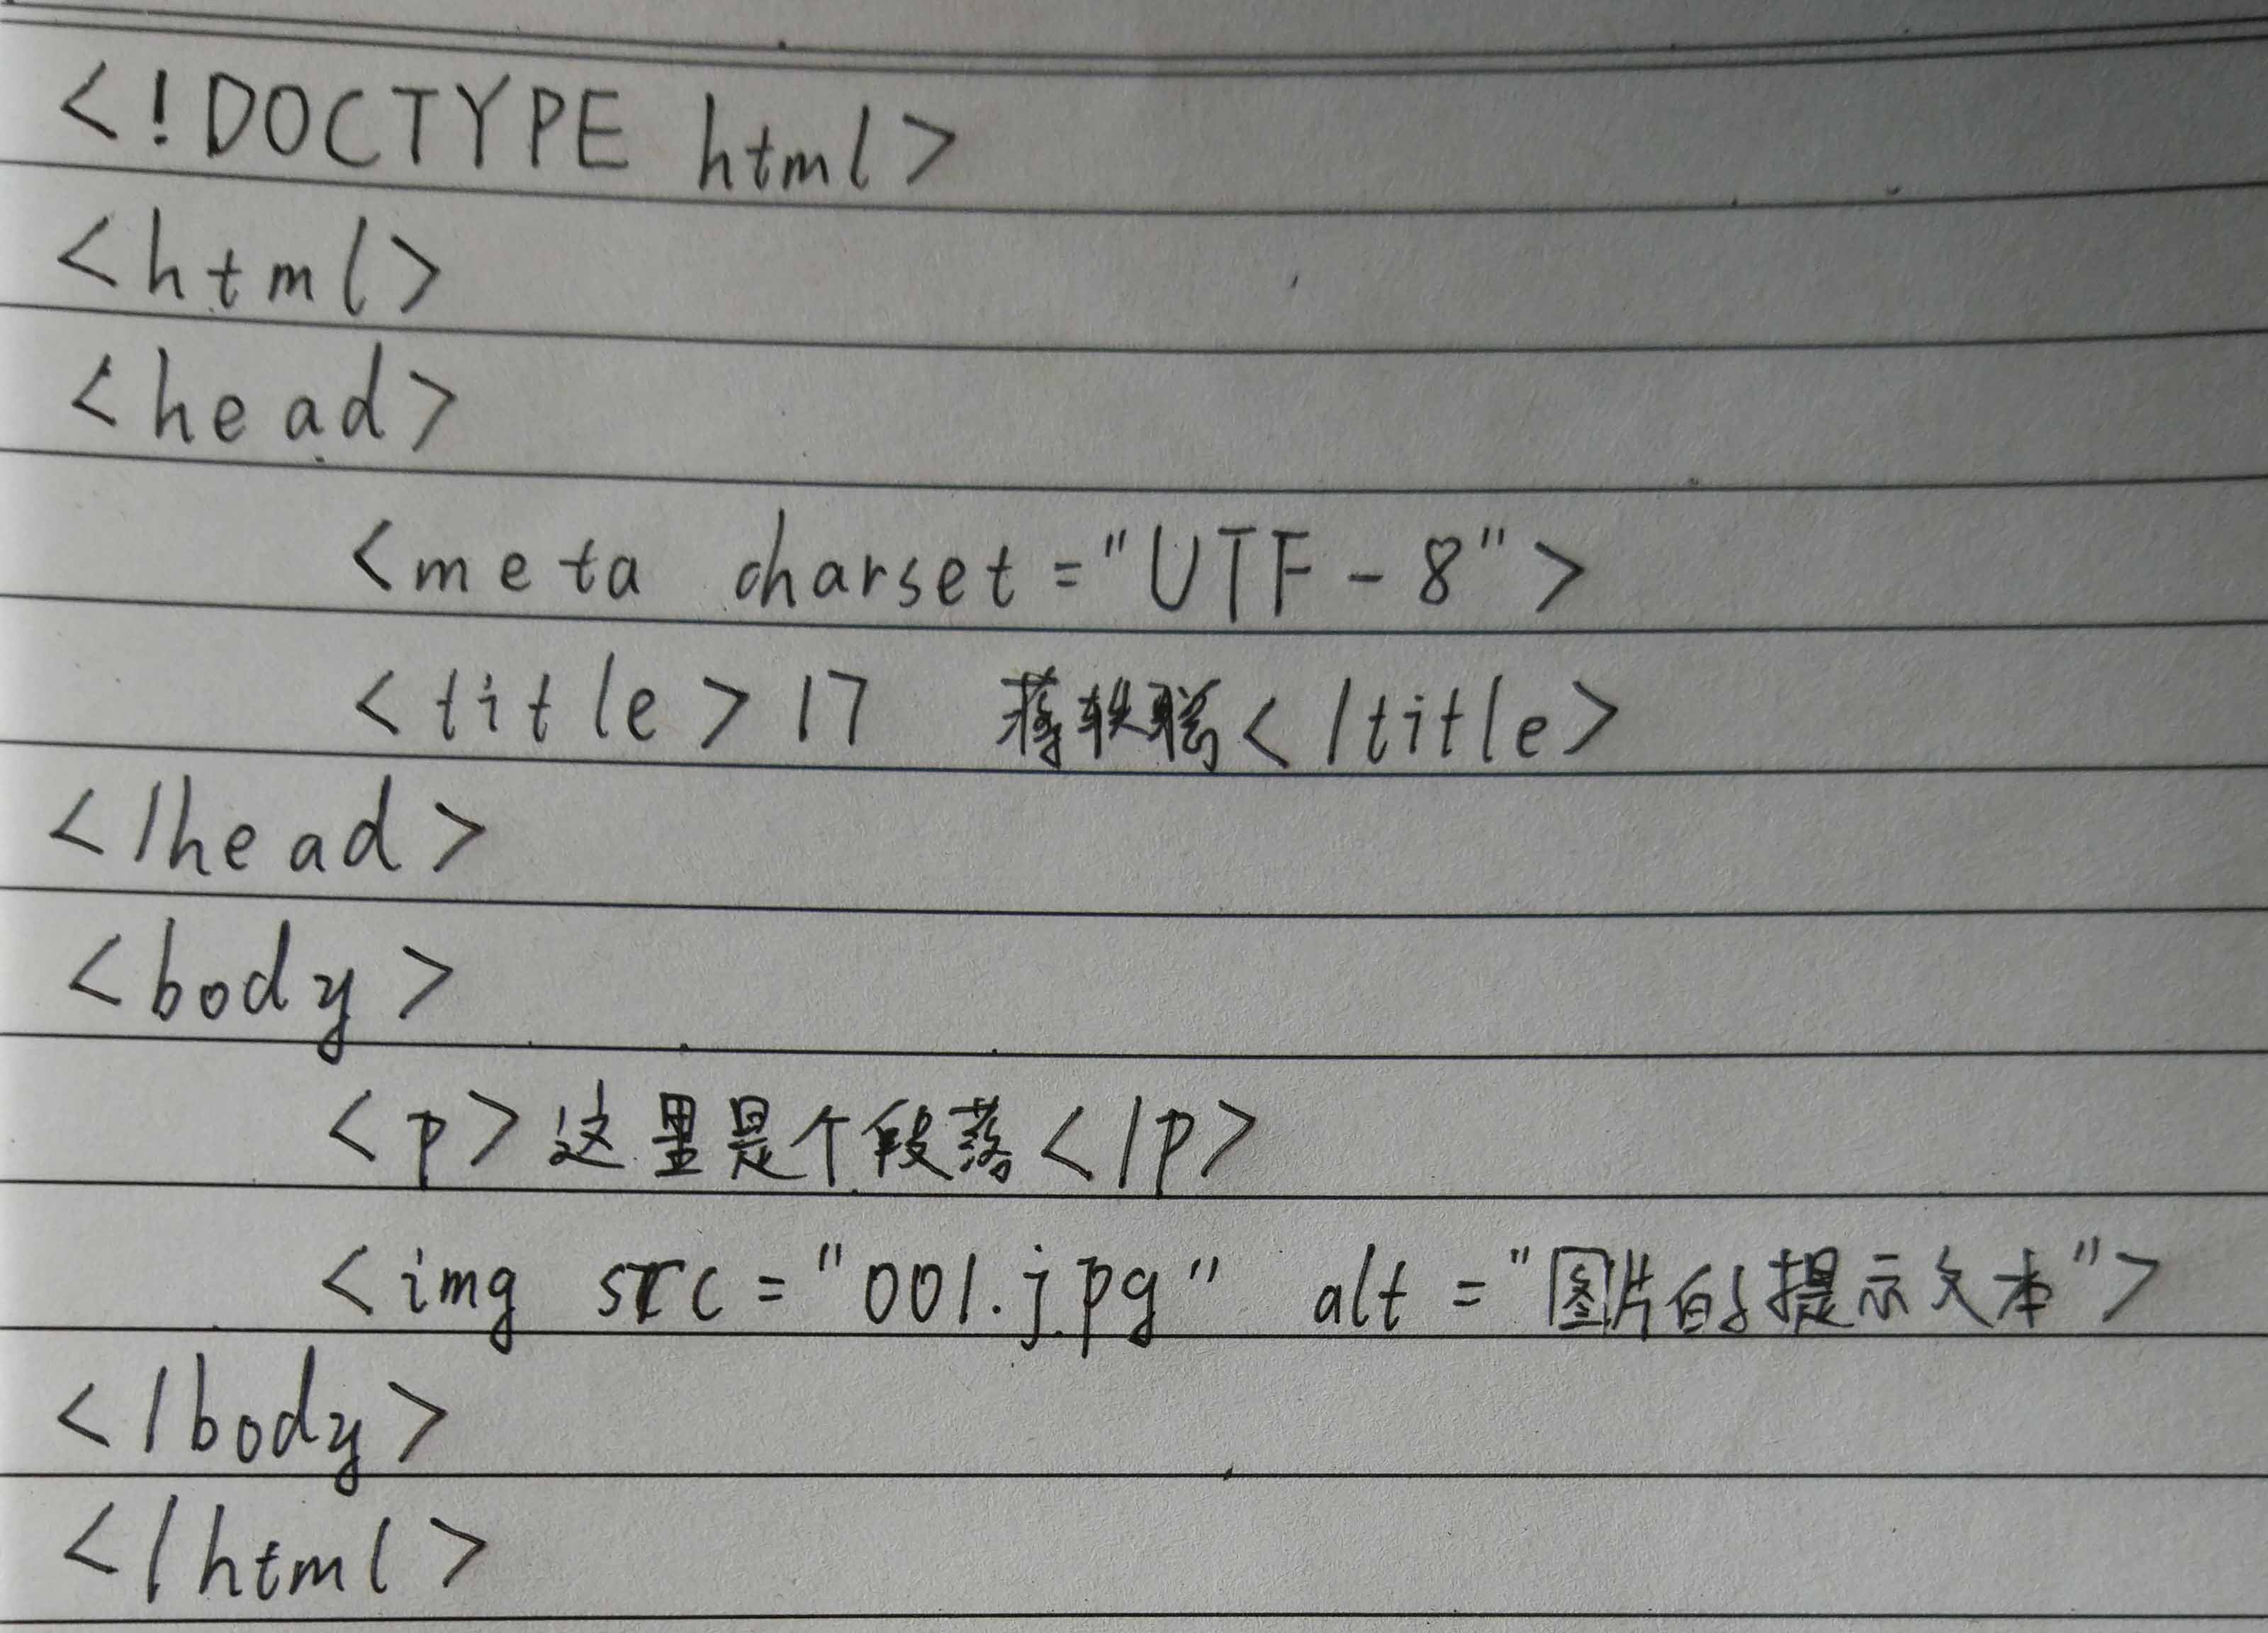 <!DOCTYPE html>
<html>
<head>
<meta charset="UTF-8">
<title>17 蒋轶聪</title>
</head>
<body>
<p>这里是个段落</p>
<img src="001.jpg" alt="图片的提示文本">
</body>
</html>